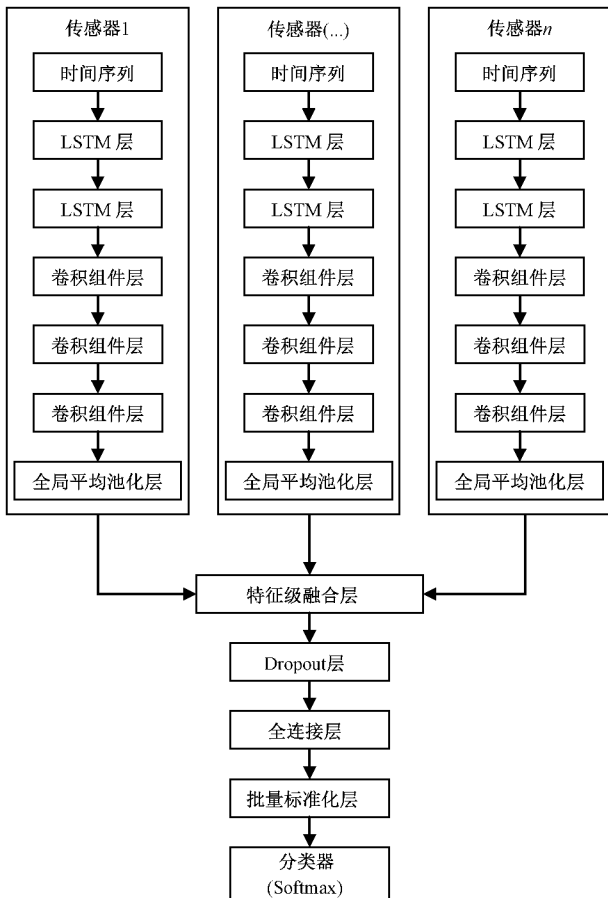 传感器1
时间序列
LSTM 层
LSTM 层
卷积组件层
卷积组件层
卷积组件层
全局平均池化层
传感器(...)
时间序列
LSTM 层
LSTM 层
卷积组件层
卷积组件层
卷积组件层
全局平均池化层
传感器n
时间序列
LSTM 层
LSTM 层
卷积组件层
卷积组件层
卷积组件层
全局平均池化层
特征级融合层
Dropout层
全连接层
批量标准化层
分类器
(Softmax)